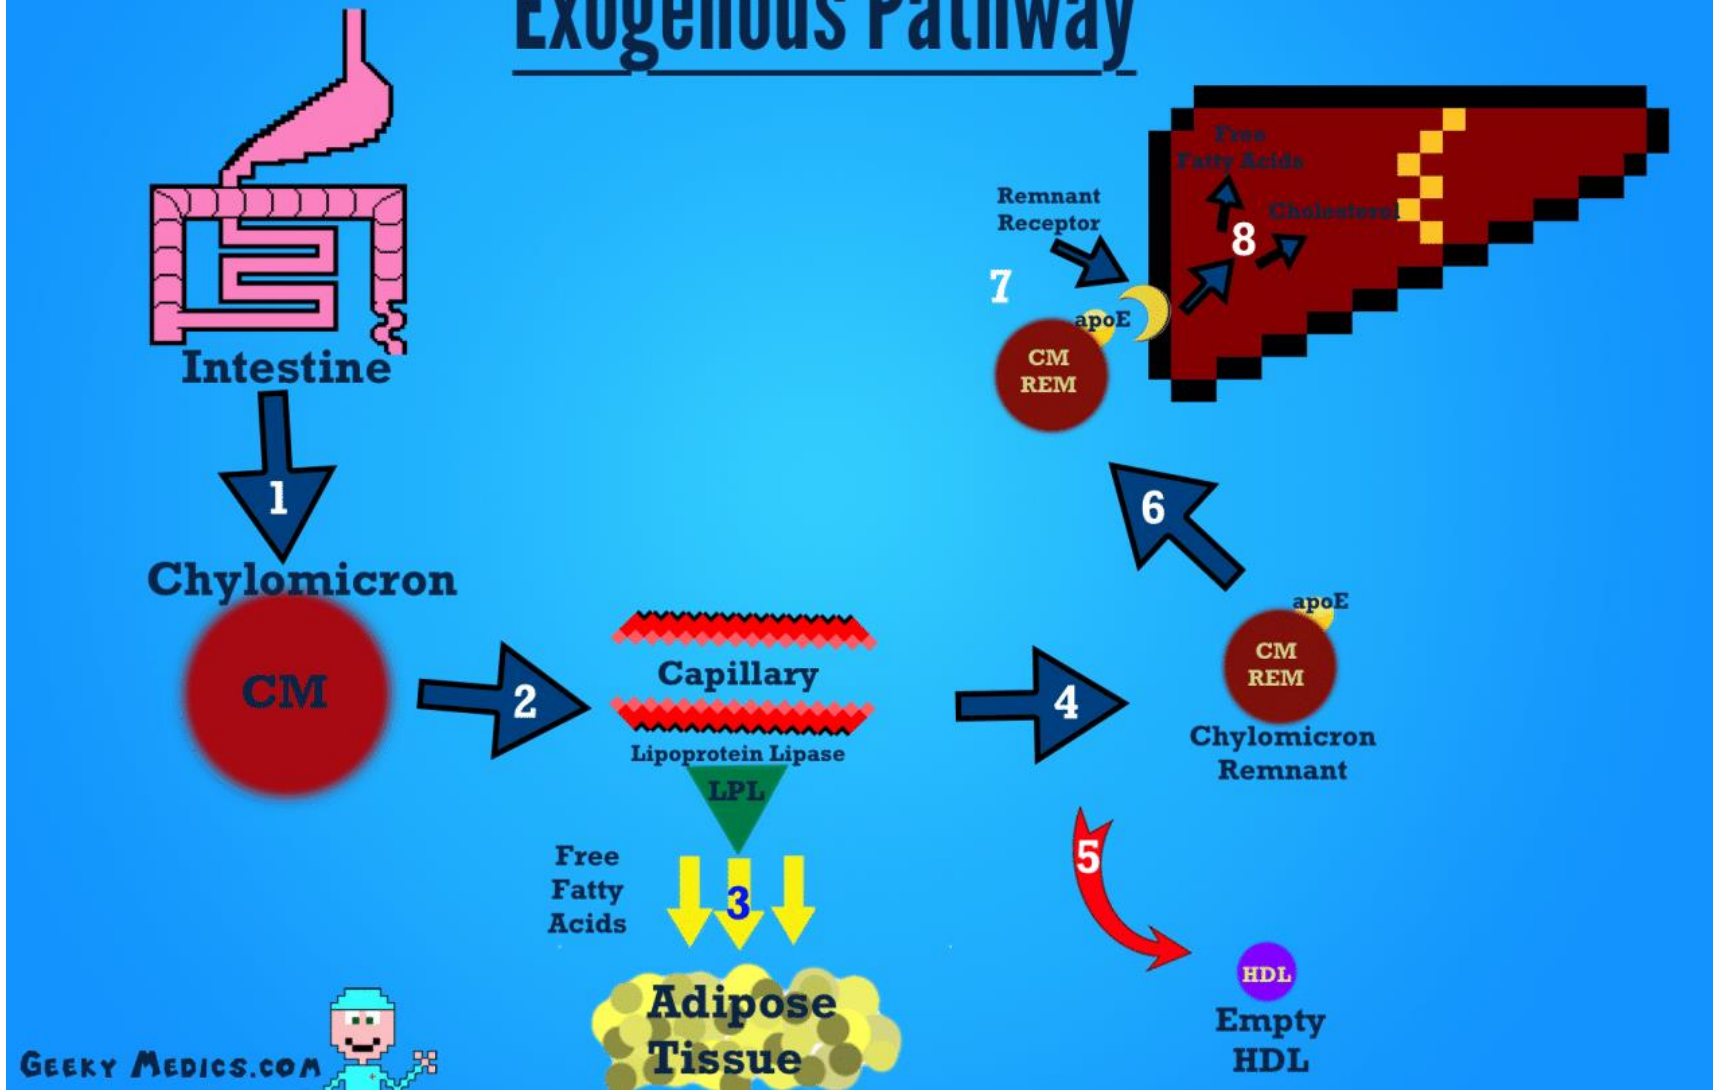 Exogenous Pathway
Intestine
1
Chylomicron
CM
2
Capillary
Lipoprotein Lipase
LPL
Free
Fatty
Acids
3
Adipose
Tissue
4
apoE
CM
REM
Chylomicron
Remnant
5
HDL
Empty
HDL
6
Remnant
Receptor
7
apoE
CM
REM
8
Free
Fatty Acids
Cholesterol
Geeky Medics.com